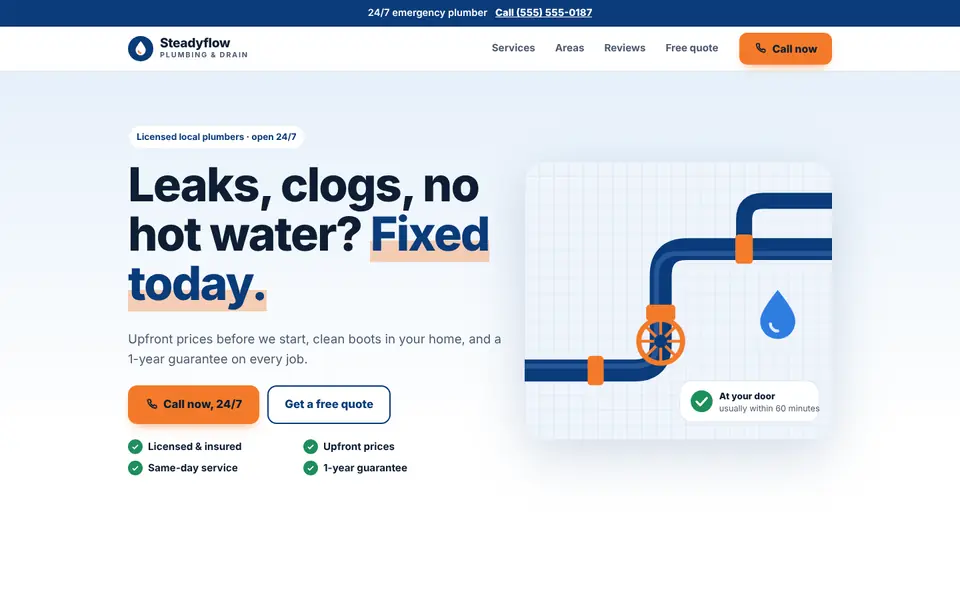 24/7 emergency plumber Call (555) 555-0187
Steadyflow
PLUMBING & DRAIN
Services Areas Reviews Free quote Call now
Licensed local plumbers · open 24/7
Leaks, clogs, no
hot water? Fixed
today.
Upfront prices before we start, clean boots in your home, and a
1-year guarantee on every job.
Call now, 24/7 Get a free quote
Licensed & insured Upfront prices
Same-day service 1-year guarantee
At your door
usually within 60 minutes